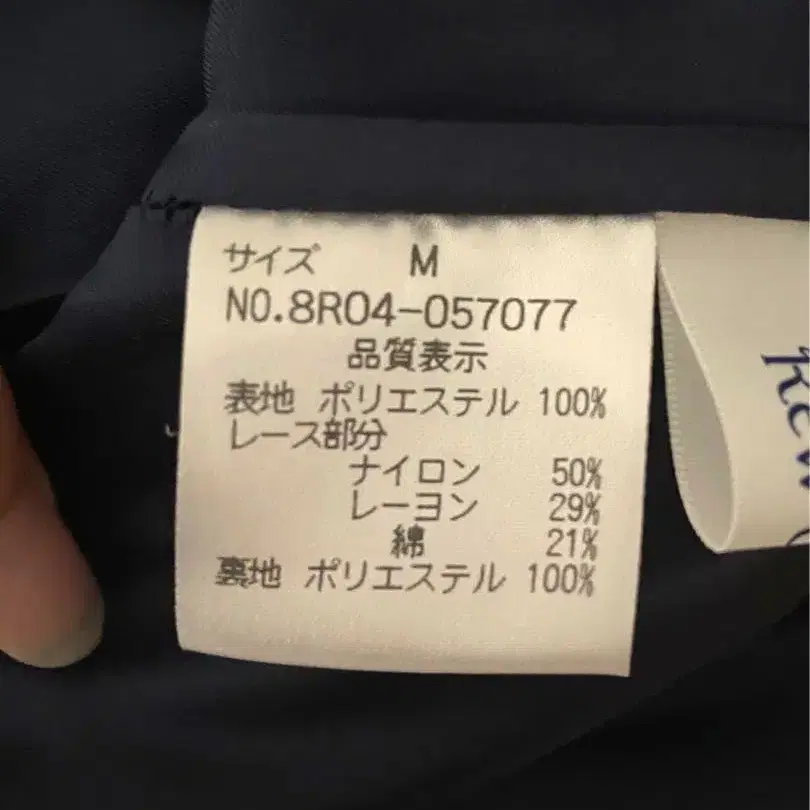 サイズ M
NO.8R04-057077
品質表示
表地 ポリエステル 100%
レース部分
ナイロン 50%
レーヨン 29%
綿 21%
裏地 ポリエステル 100%